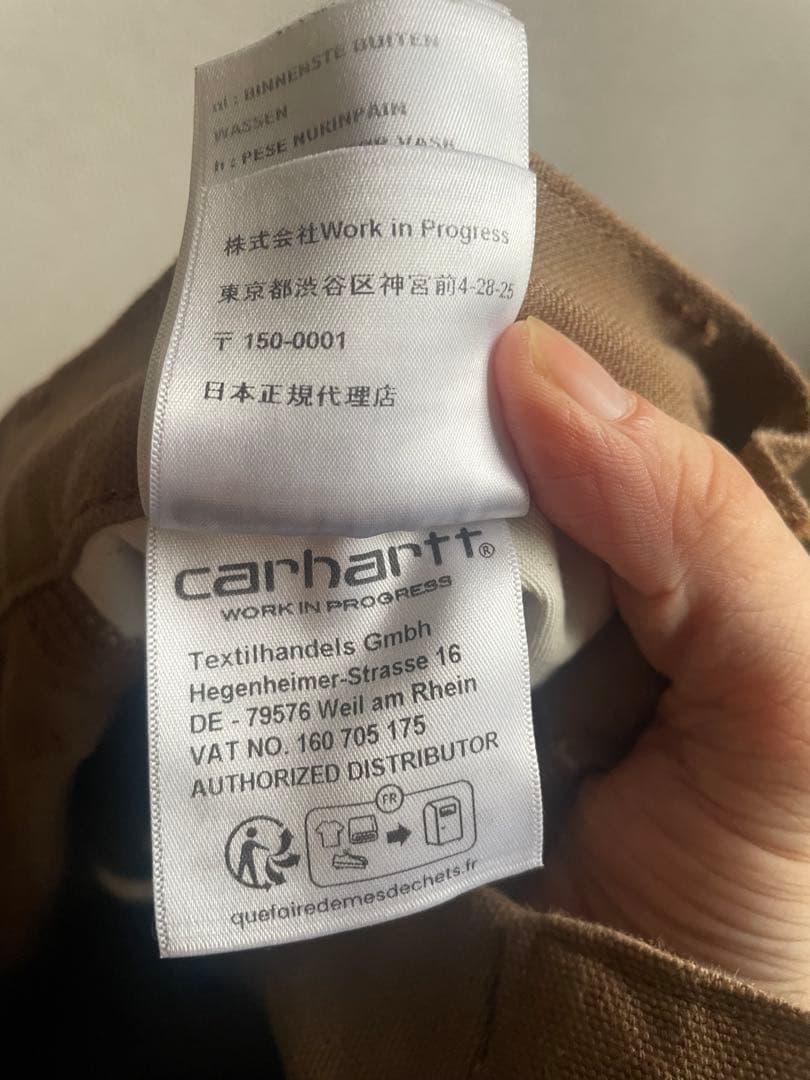 nl : BINNENSTE BUITEN
WASSEN
h : PESE NURINPÄIN
VASK
株式会社Work in Progress
東京都渋谷区神宮前4-28-25
〒 150-0001
日本正規代理店
carhartt®
WORK IN PROGRESS
Textilhandels Gmbh
Hegenheimer-Strasse 16
DE - 79576 Weil am Rhein
VAT NO. 160 705 175
AUTHORIZED DISTRIBUTOR
FR
quefairedemesdechets.fr